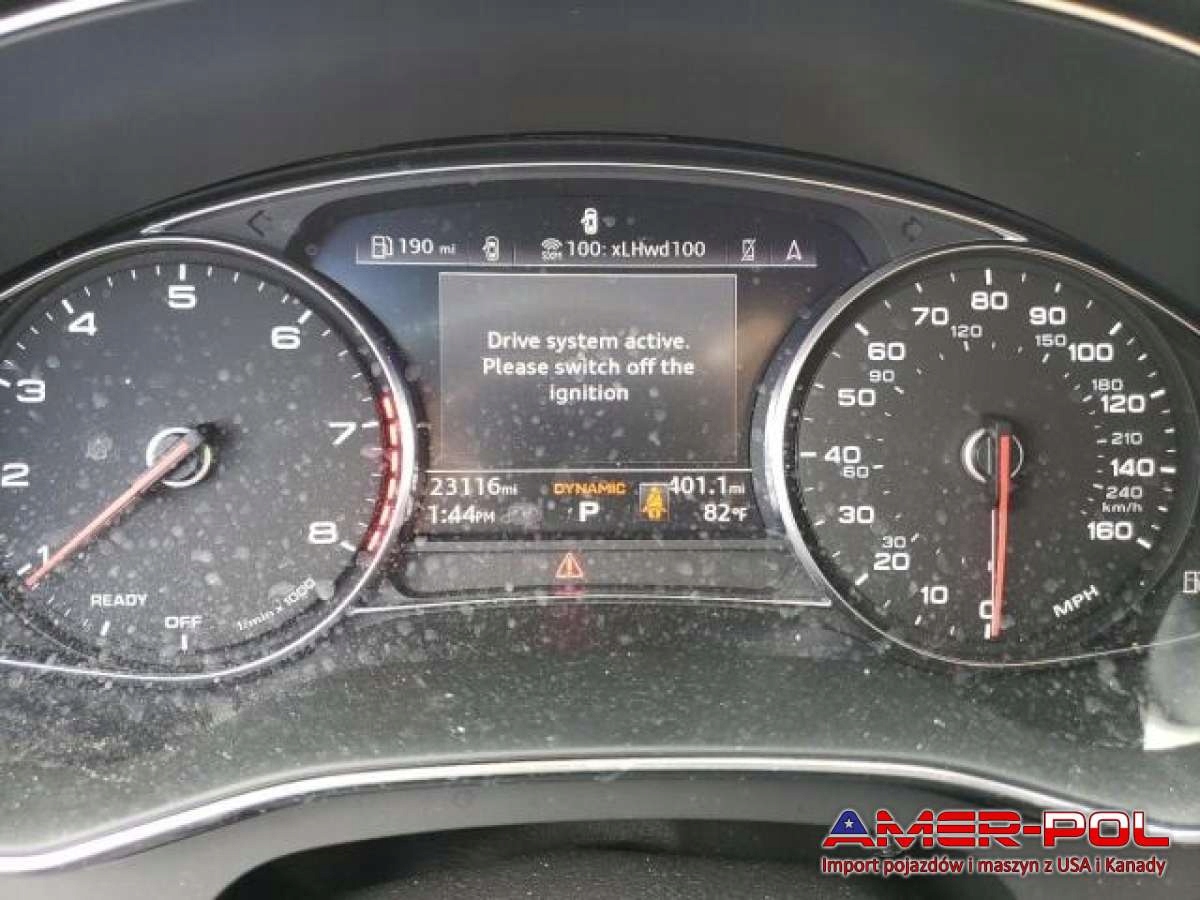 190 mi
SXM 100: xLHwd100
Drive system active.
Please switch off the
ignition
23116mi
DYNAMIC
401.1mi
1:44PM
P
82°F
1
2
3
4
5
6
7
8
READY
OFF
1/min x 1000
0
10
20
30
40
50
60
70
80
90
100
120
140
160
MPH
30
60
90
120
150
180
210
240
km/h
AMER-POL
Import pojazdów i maszyn z USA i Kanady